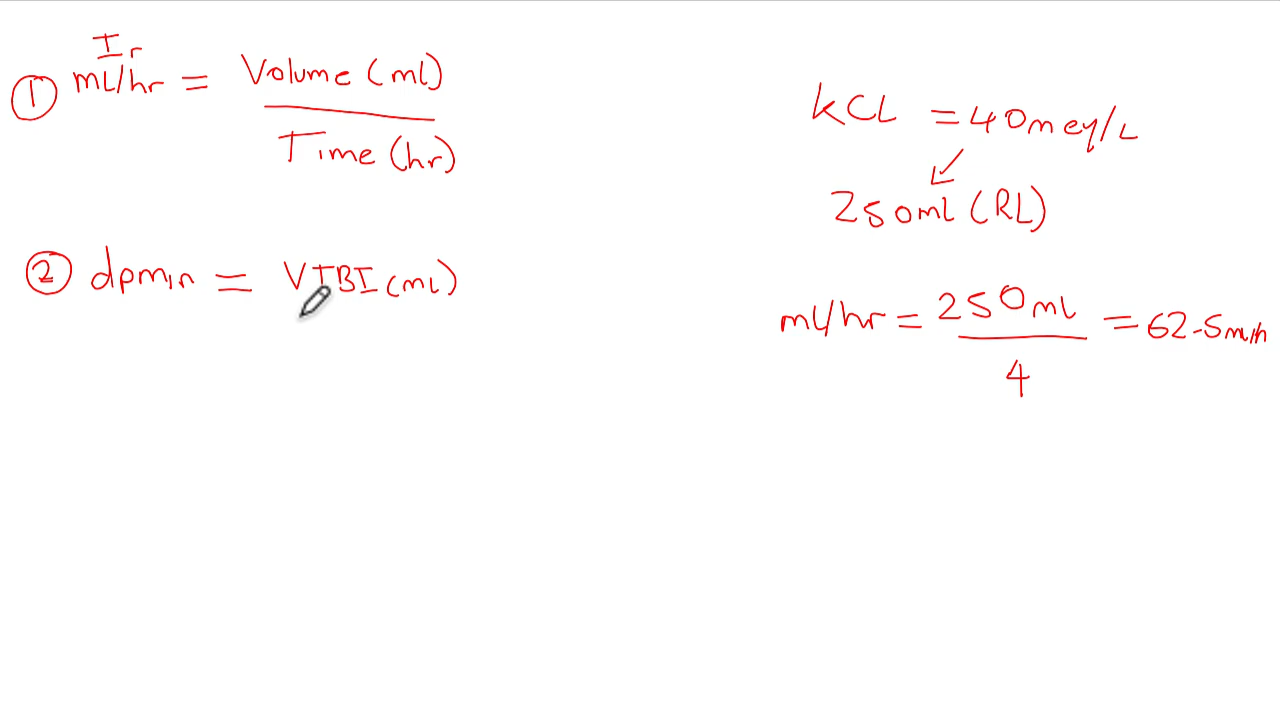 Ir
① mL/hr = Volume (ml)
Time (hr)
② dpmin = VIBI (mL)
kCL = 40meq/L
250ml (RL)
ml/hr = 250ml = 62.5ml/h
4